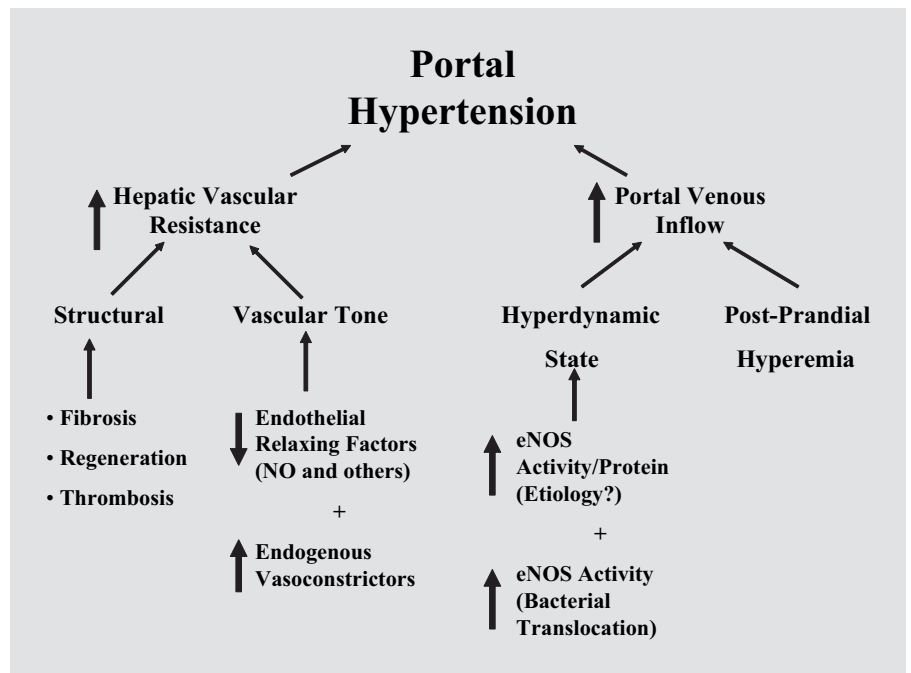 Portal
Hypertension
Hepatic Vascular
Resistance
Portal Venous
Inflow
Structural
Vascular Tone
Hyperdynamic
State
Post-Prandial
Hyperemia
• Fibrosis
• Regeneration
• Thrombosis
Endothelial
Relaxing Factors
(NO and others)
+
Endogenous
Vasoconstrictors
eNOS
Activity/Protein
(Etiology?)
+
eNOS Activity
(Bacterial
Translocation)